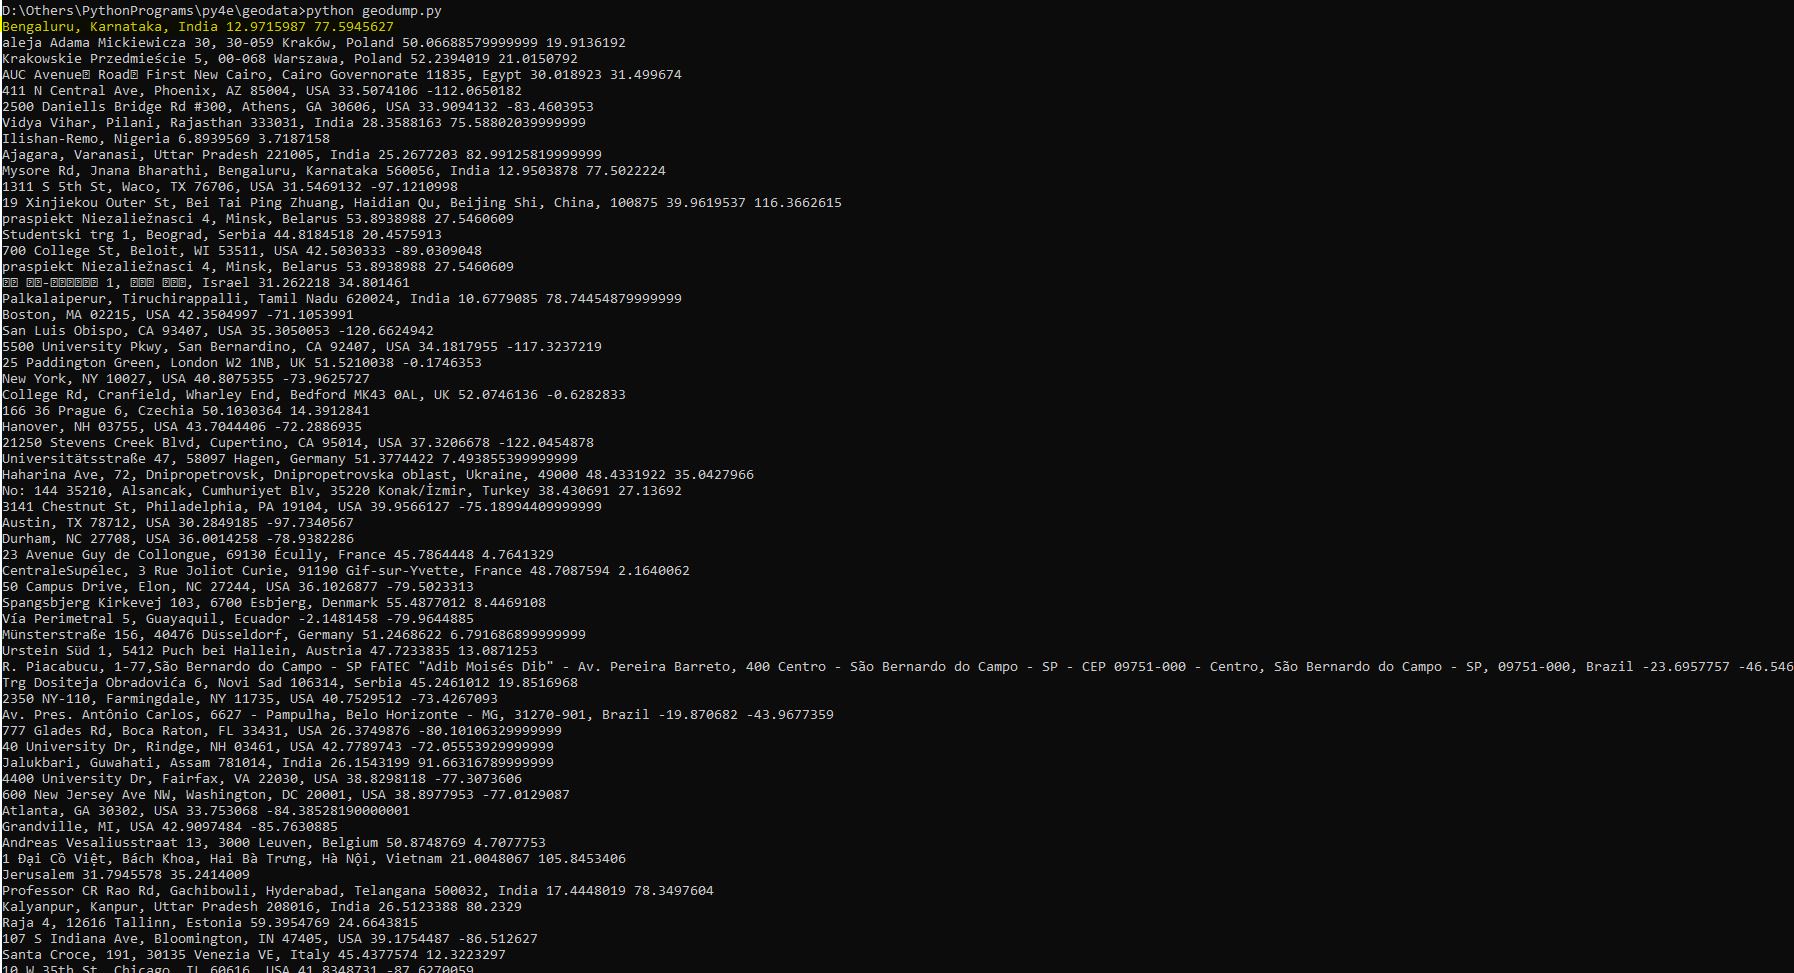 D:\Others\PythonPrograms\py4e\geodata>python geodump.py
Bengaluru, Karnataka, India 12.9715987 77.5945627
aleja Adama Mickiewicza 30, 30-059 Kraków, Poland 50.06688579999999 19.9136192
Krakowskie Przedmieście 5, 00-068 Warszawa, Poland 52.2394019 21.0150792
AUC Avenue Road First New Cairo, Cairo Governorate 11835, Egypt 30.018923 31.499674
411 N Central Ave, Phoenix, AZ 85004, USA 33.5074106 -112.0650182
2500 Daniells Bridge Rd #300, Athens, GA 30606, USA 33.9094132 -83.4603953
Vidya Vihar, Pilani, Rajasthan 333031, India 28.3588163 75.58802039999999
Ilishan-Remo, Nigeria 6.8939569 3.7187158
Ajagara, Varanasi, Uttar Pradesh 221005, India 25.2677203 82.99125819999999
Mysore Rd, Jnana Bharathi, Bengaluru, Karnataka 560056, India 12.9503878 77.5022224
1311 S 5th St, Waco, TX 76706, USA 31.5469132 -97.1210998
19 Xinjiekou Outer St, Bei Tai Ping Zhuang, Haidian Qu, Beijing Shi, China, 100875 39.9619537 116.3662615
praspiekt Niezaliežnasci 4, Minsk, Belarus 53.8938988 27.5460609
Studentski trg 1, Beograd, Serbia 44.8184518 20.4575913
700 College St, Beloit, WI 53511, USA 42.5030333 -89.0309048
praspiekt Niezaliežnasci 4, Minsk, Belarus 53.8938988 27.5460609
1, Israel 31.262218 34.801461
Palkalaiperur, Tiruchirappalli, Tamil Nadu 620024, India 10.6779085 78.74454879999999
Boston, MA 02215, USA 42.3504997 -71.1053991
San Luis Obispo, CA 93407, USA 35.3050053 -120.6624942
5500 University Pkwy, San Bernardino, CA 92407, USA 34.1817955 -117.3237219
25 Paddington Green, London W2 1NB, UK 51.5210038 -0.1746353
New York, NY 10027, USA 40.8075355 -73.9625727
College Rd, Cranfield, Wharley End, Bedford MK43 0AL, UK 52.0746136 -0.6282833
166 36 Prague 6, Czechia 50.1030364 14.3912841
Hanover, NH 03755, USA 43.7044406 -72.2886935
21250 Stevens Creek Blvd, Cupertino, CA 95014, USA 37.3206678 -122.0454878
Universitätsstraße 47, 58097 Hagen, Germany 51.3774422 7.493855399999999
Haharina Ave, 72, Dnipropetrovsk, Dnipropetrovska oblast, Ukraine, 49000 48.4331922 35.0427966
No: 144 35210, Alsancak, Cumhuriyet Blv, 35220 Konak/İzmir, Turkey 38.430691 27.13692
3141 Chestnut St, Philadelphia, PA 19104, USA 39.9566127 -75.18994409999999
Austin, TX 78712, USA 30.2849185 -97.7340567
Durham, NC 27708, USA 36.0014258 -78.9382286
23 Avenue Guy de Collongue, 69130 Écully, France 45.7864448 4.7641329
CentraleSupélec, 3 Rue Joliot Curie, 91190 Gif-sur-Yvette, France 48.7087594 2.1640062
50 Campus Drive, Elon, NC 27244, USA 36.1026877 -79.5023313
Spangsbjerg Kirkevej 103, 6700 Esbjerg, Denmark 55.4877012 8.4469108
Vía Perimetral 5, Guayaquil, Ecuador -2.1481458 -79.9644885
Münsterstraße 156, 40476 Düsseldorf, Germany 51.2468622 6.791686899999999
Urstein Süd 1, 5412 Puch bei Hallein, Austria 47.7233835 13.0871253
R. Piacabucu, 1-77,São Bernardo do Campo - SP FATEC "Adib Moisés Dib" - Av. Pereira Barreto, 400 Centro - São Bernardo do Campo - SP - CEP 09751-000 - Centro, São Bernardo do Campo - SP, 09751-000, Brazil -23.6957757 -46.546
Trg Dositeja Obradovića 6, Novi Sad 106314, Serbia 45.2461012 19.8516968
2350 NY-110, Farmingdale, NY 11735, USA 40.7529512 -73.4267093
Av. Pres. Antônio Carlos, 6627 - Pampulha, Belo Horizonte - MG, 31270-901, Brazil -19.870682 -43.9677359
777 Glades Rd, Boca Raton, FL 33431, USA 26.3749876 -80.10106329999999
40 University Dr, Rindge, NH 03461, USA 42.7789743 -72.05553929999999
Jalukbari, Guwahati, Assam 781014, India 26.1543199 91.66316789999999
4400 University Dr, Fairfax, VA 22030, USA 38.8298118 -77.3073606
600 New Jersey Ave NW, Washington, DC 20001, USA 38.8977953 -77.0129087
Atlanta, GA 30302, USA 33.753068 -84.38528190000001
Grandville, MI, USA 42.9097484 -85.7630885
Andreas Vesaliusstraat 13, 3000 Leuven, Belgium 50.8748769 4.7077753
1 Đại Cồ Việt, Bách Khoa, Hai Bà Trưng, Hà Nội, Vietnam 21.0048067 105.8453406
Jerusalem 31.7945578 35.2414009
Professor CR Rao Rd, Gachibowli, Hyderabad, Telangana 500032, India 17.4448019 78.3497604
Kalyanpur, Kanpur, Uttar Pradesh 208016, India 26.5123388 80.2329
Raja 4, 12616 Tallinn, Estonia 59.3954769 24.6643815
107 S Indiana Ave, Bloomington, IN 47405, USA 39.1754487 -86.512627
Santa Croce, 191, 30135 Venezia VE, Italy 45.4377574 12.3223297
10 W 35th St, Chicago, IL 60616, USA 41.8348731 -87.6270059